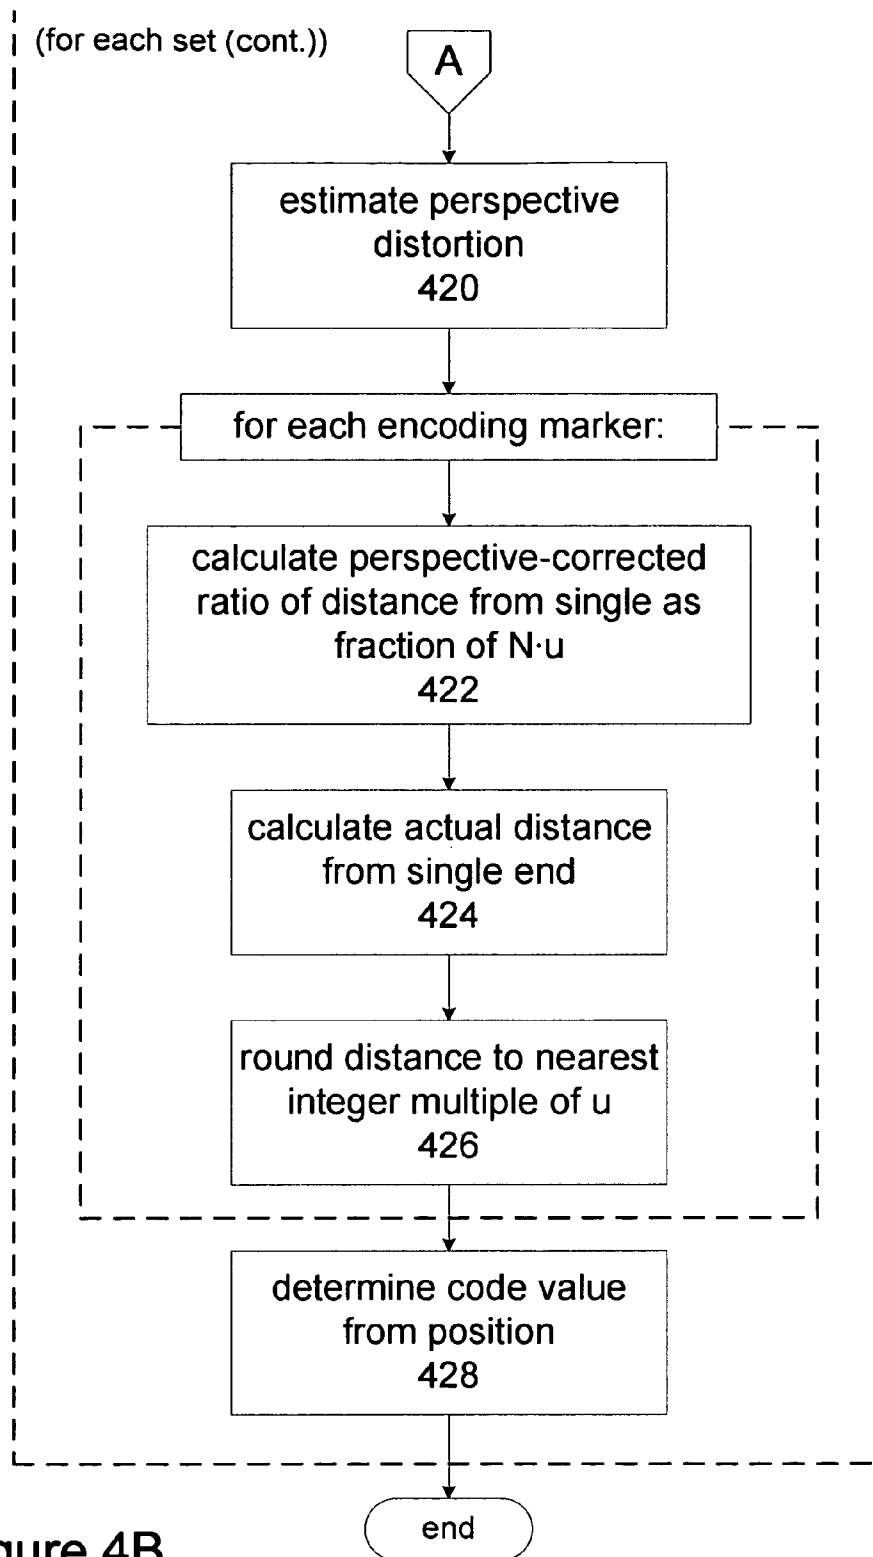 (for each set (cont.))
A
estimate perspective
distortion
420
for each encoding marker:
calculate perspective-corrected
ratio of distance from single as
fraction of N·u
422
calculate actual distance
from single end
424
round distance to nearest
integer multiple of u
426
determine code value
from position
428
end
gure 4B